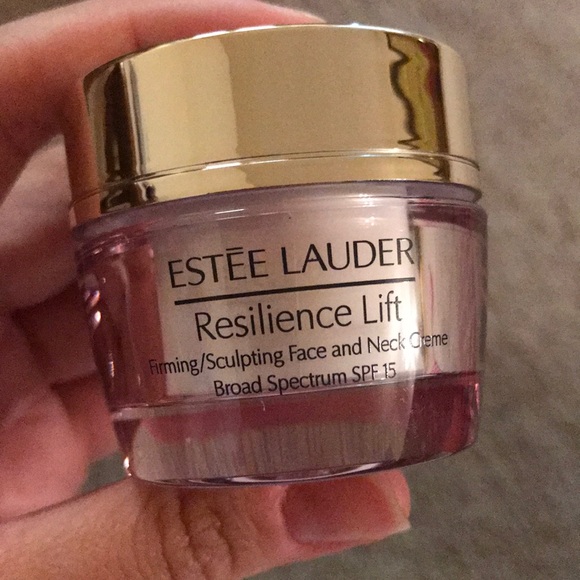 ESTĒE LAUDER
Resilience Lift
Firming/Sculpting Face and Neck Creme
Broad Spectrum SPF 15